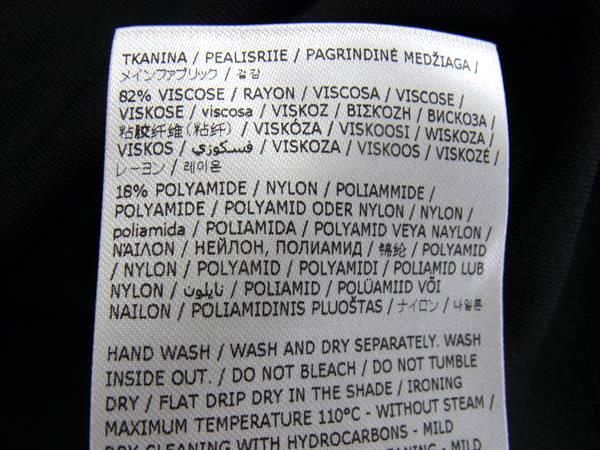 TKANINA / PEALISRIIE / PAGRINDINĖ MEDŽIAGA /
メインファブリック / 겉감
82% VISCOSE / RAYON / VISCOSA / VISCOSE /
VISKOSE / viscosa / VISKOZ / ΒΙΣΚΟΖΗ / ВИСКОЗА /
粘胶纤维(粘纤) / VISKÓZA / VISKOOSI / WISKOZA /
VISKOS / فسكوزي / VISKOZA / VISKOOS / VISKOZĖ /
レーヨン / 레이온
18% POLYAMIDE / NYLON / POLIAMMIDE /
POLYAMIDE / POLYAMID ODER NYLON / NYLON /
poliamida / POLIAMIDA / POLYAMID VEYA NAYLON /
ΝΑΙΛΟΝ / НЕЙЛОН, ПОЛИАМИД / 锦纶 / POLYAMID
/ NYLON / POLYAMID / POLYAMIDI / POLIAMID LUB
NYLON / نايلون / POLIAMID / POLÜAMIID VÕI
NAILON / POLIAMIDINIS PLUOŠTAS / ナイロン / 나일론
HAND WASH / WASH AND DRY SEPARATELY. WASH
INSIDE OUT. / DO NOT BLEACH / DO NOT TUMBLE
DRY / FLAT DRIP DRY IN THE SHADE / IRONING
MAXIMUM TEMPERATURE 110ºC - WITHOUT STEAM /
DRY CLEANING WITH HYDROCARBONS - MILD
CLEANING - MILD